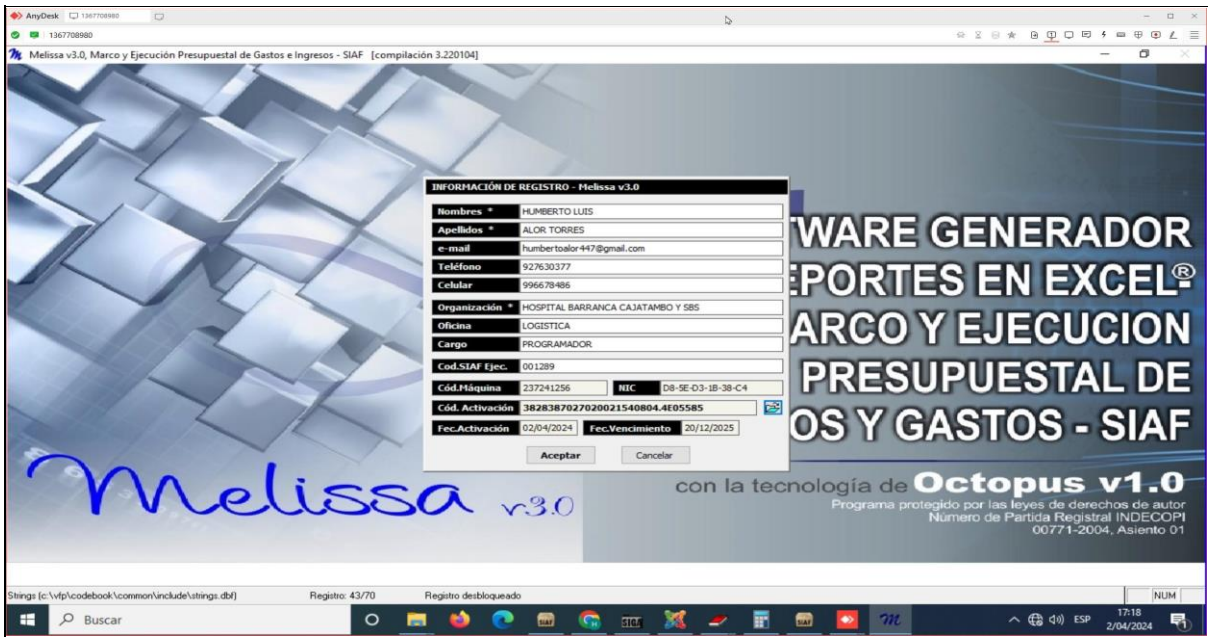 AnyDesk 1367708980
1367708980
Melissa v3.0, Marco y Ejecución Presupuestal de Gastos e Ingresos - SIAF [compilación 3.220104]
INFORMACIÓN DE REGISTRO - Melissa v3.0
Nombres * HUMBERTO LUIS
Apellidos * ALOR TORRES
e-mail humbertoalor447@gmail.com
Teléfono 927630377
Celular 996678486
Organización * HOSPITAL BARRANCA CAJATAMBO Y SBS
Oficina LOGISTICA
Cargo PROGRAMADOR
Cod.SIAF Ejec. 001289
Cód.Máquina 237241256 NIC D8-5E-D3-1B-38-C4
Cód. Activación 3828387027020021540804.4E05585
Fec.Activación 02/04/2024 Fec.Vencimiento 20/12/2025
Aceptar Cancelar
TWARE GENERADOR
EPORTES EN EXCEL®
ARCO Y EJECUCION
PRESUPUESTAL DE
OS Y GASTOS - SIAF
Melissa v3.0
con la tecnología de Octopus v1.0
Programa protegido por las leyes de derechos de autor
Número de Partida Registral INDECOPI
00771-2004, Asiento 01
Strings (c:\vfp\codebook\common\include\strings.dbf) Registro: 43/70 Registro desbloqueado NUM
Buscar SIAF SIAF ESP 17:18
2/04/2024